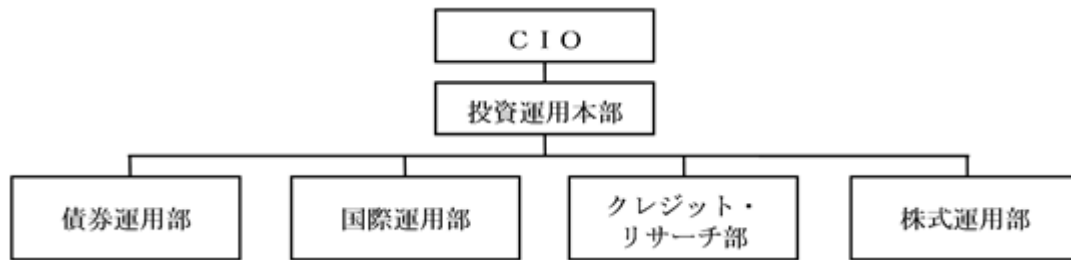 CIO
投資運用本部
債券運用部
国際運用部
クレジット・
リサーチ部
株式運用部